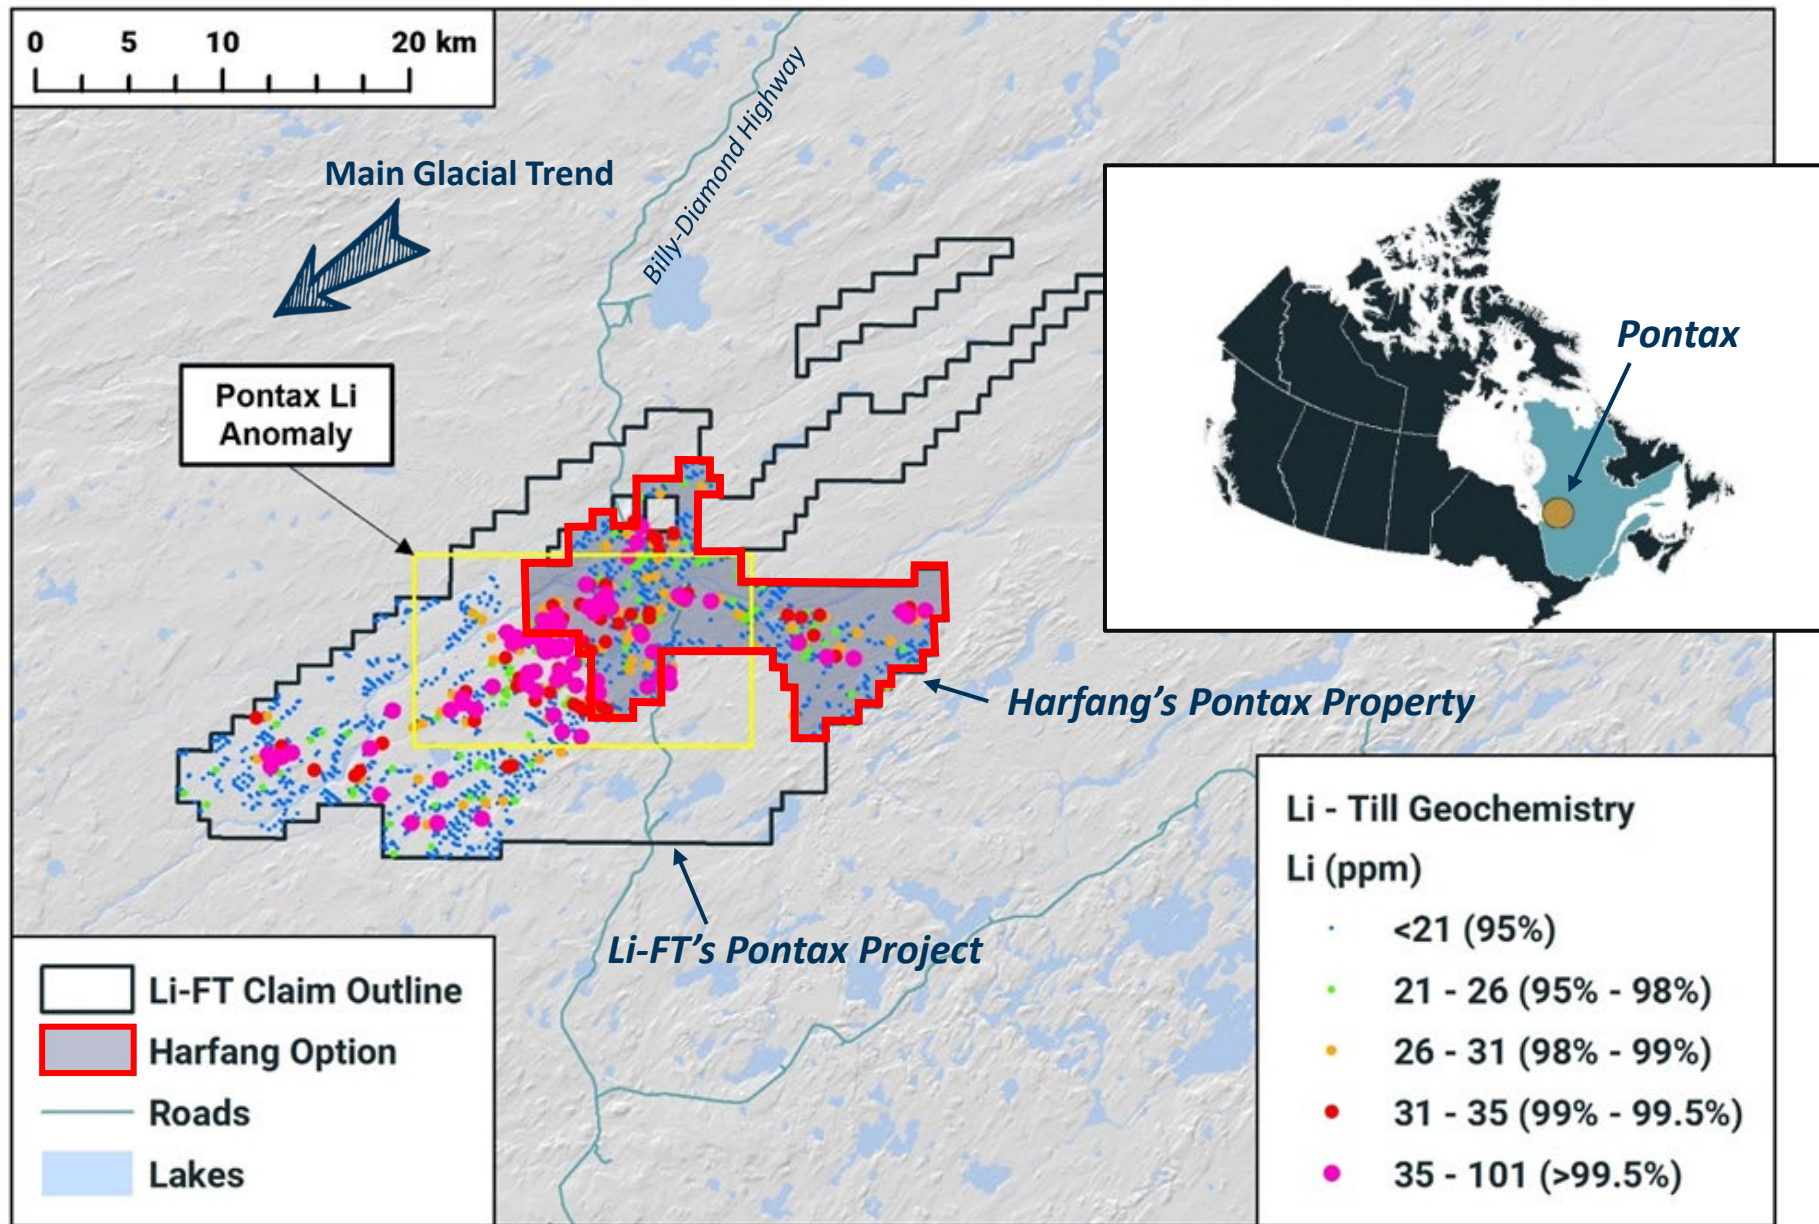 0 5 10 20 km
Main Glacial Trend
Billy-Diamond Highway
Pontax Li
Anomaly
Pontax
Harfang's Pontax Property
Li-FT's Pontax Project
Li-FT Claim Outline
Harfang Option
Roads
Lakes
Li - Till Geochemistry
Li (ppm)
<21 (95%)
21 - 26 (95% - 98%)
26 - 31 (98% - 99%)
31 - 35 (99% - 99.5%)
35 - 101 (>99.5%)